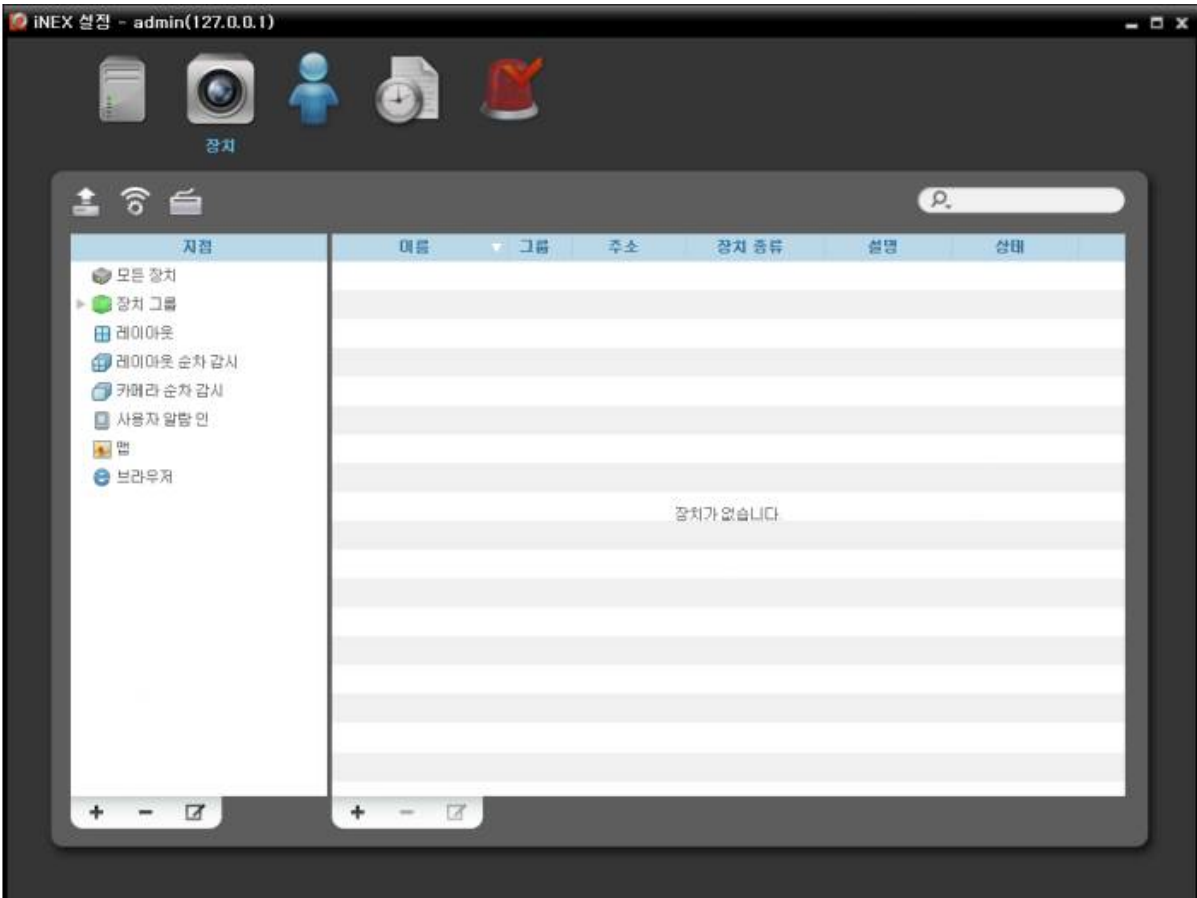 iNEX 설정 - admin(127.0.0.1)
장치
지점
이름 그룹 주소 장치 종류 설명 상태
모든 장치
장치 그룹
레이아웃
레이아웃 순차 감시
카메라 순차 감시
사용자 알람 인
맵
브라우저
장치가 없습니다